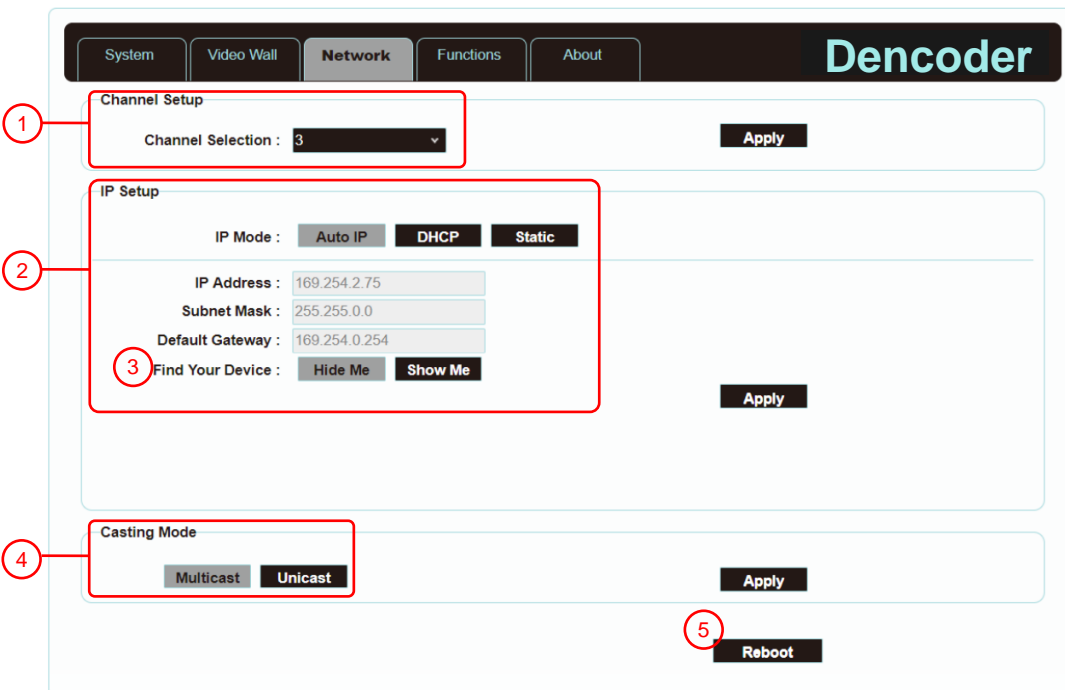 System Video Wall Network Functions About Dencoder
Channel Setup
1
Channel Selection : 3 Apply
IP Setup
IP Mode : Auto IP DHCP Static
2
IP Address : 169.254.2.75
Subnet Mask : 255.255.0.0
Default Gateway : 169.254.0.254
3 Find Your Device : Hide Me Show Me
Apply
Casting Mode
4
Multicast Unicast Apply
5
Reboot